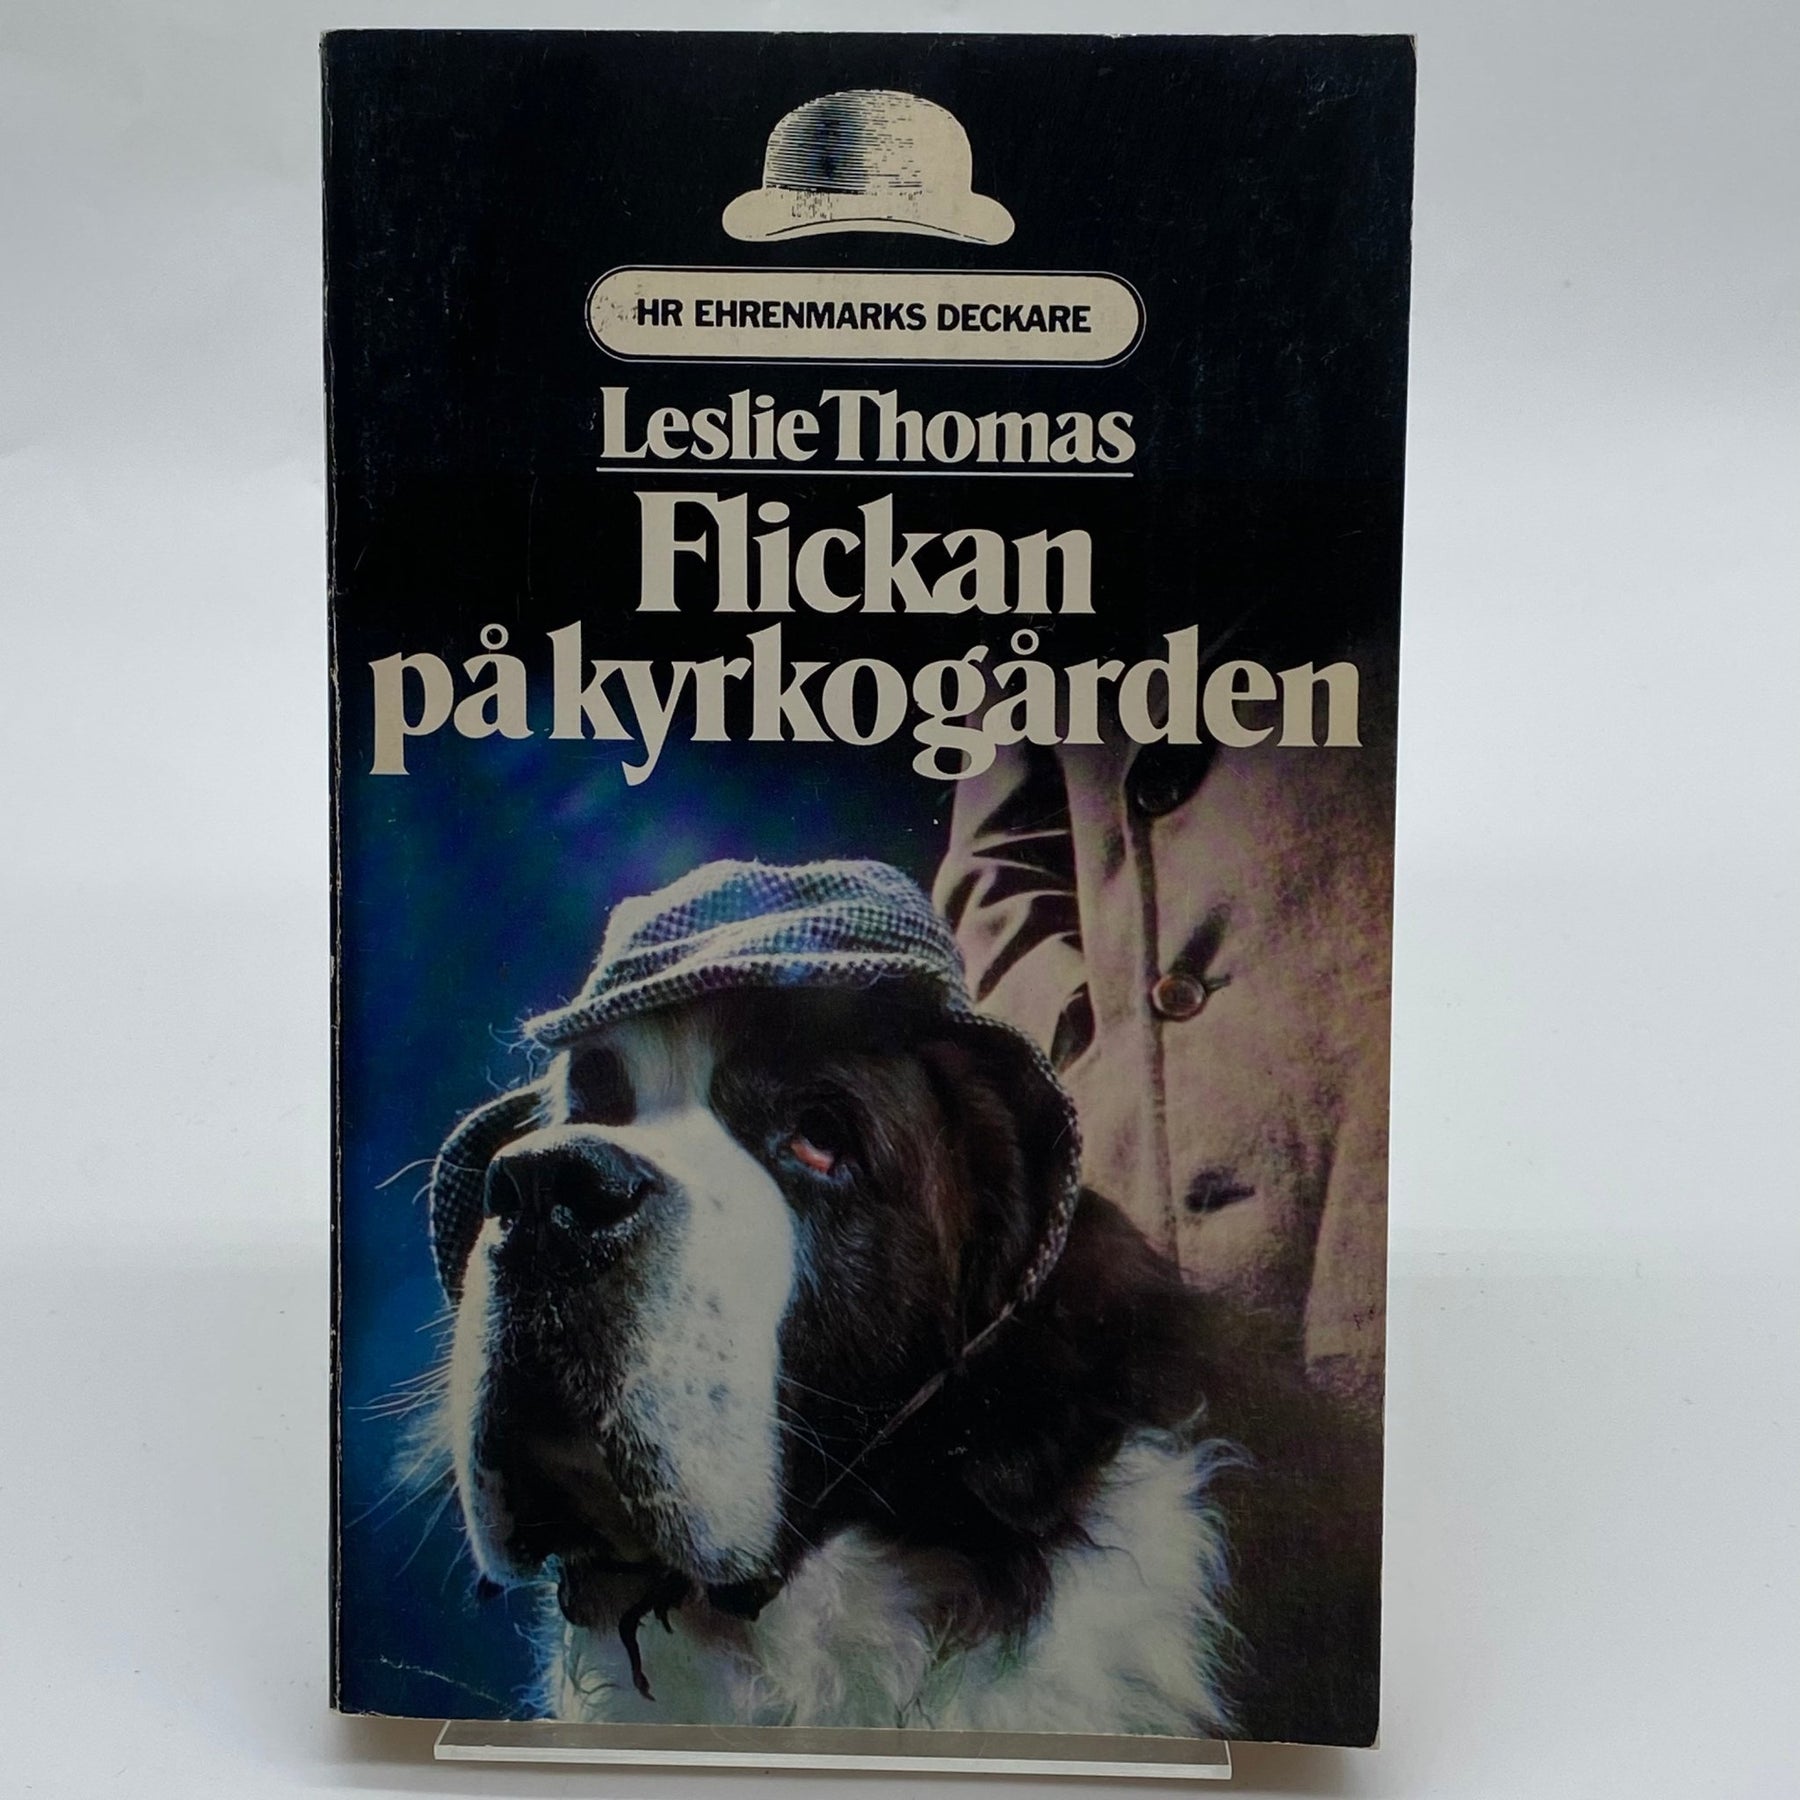 HR EHRENMARKS DECKARE
Leslie Thomas
Flickan
på kyrkogården